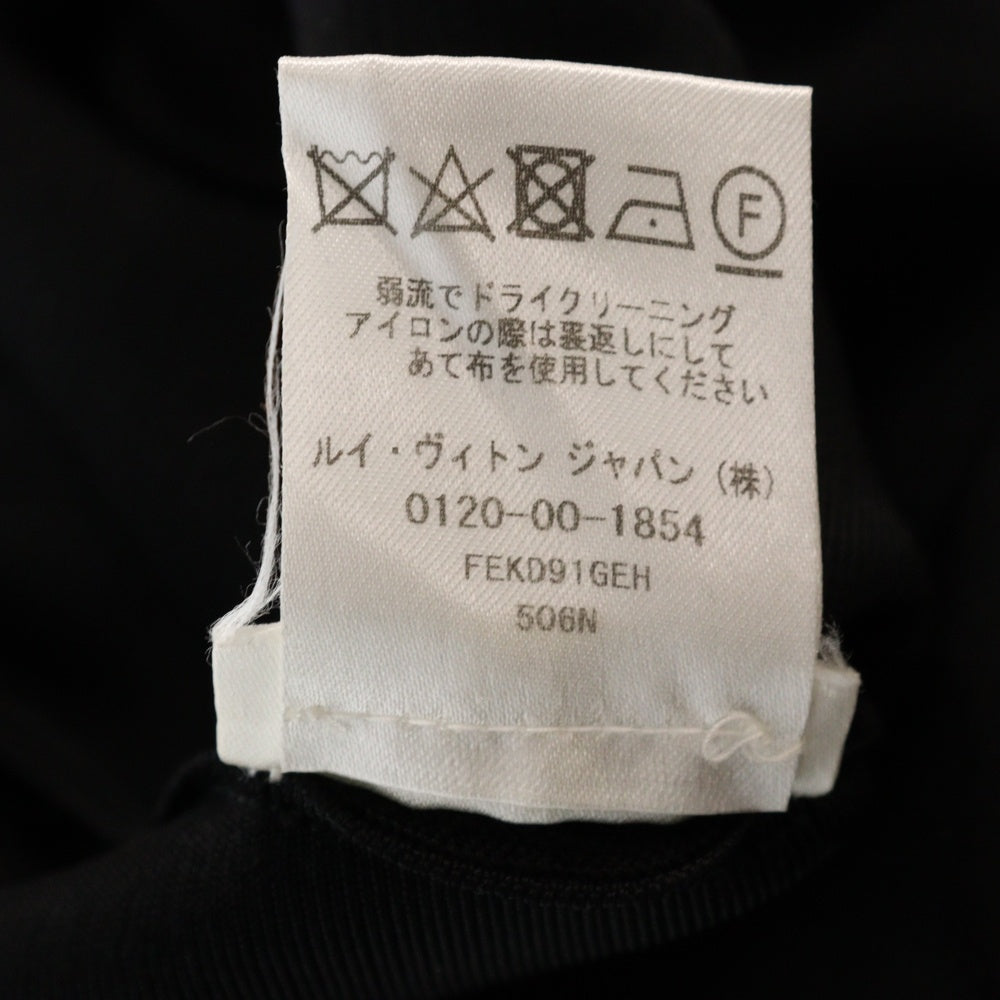 F
弱流でドライクリーニング
アイロンの際は裏返しにして
あて布を使用してください
ルイ・ヴィトン ジャパン (株)
0120-00-1854
FEKD91GEH
506N